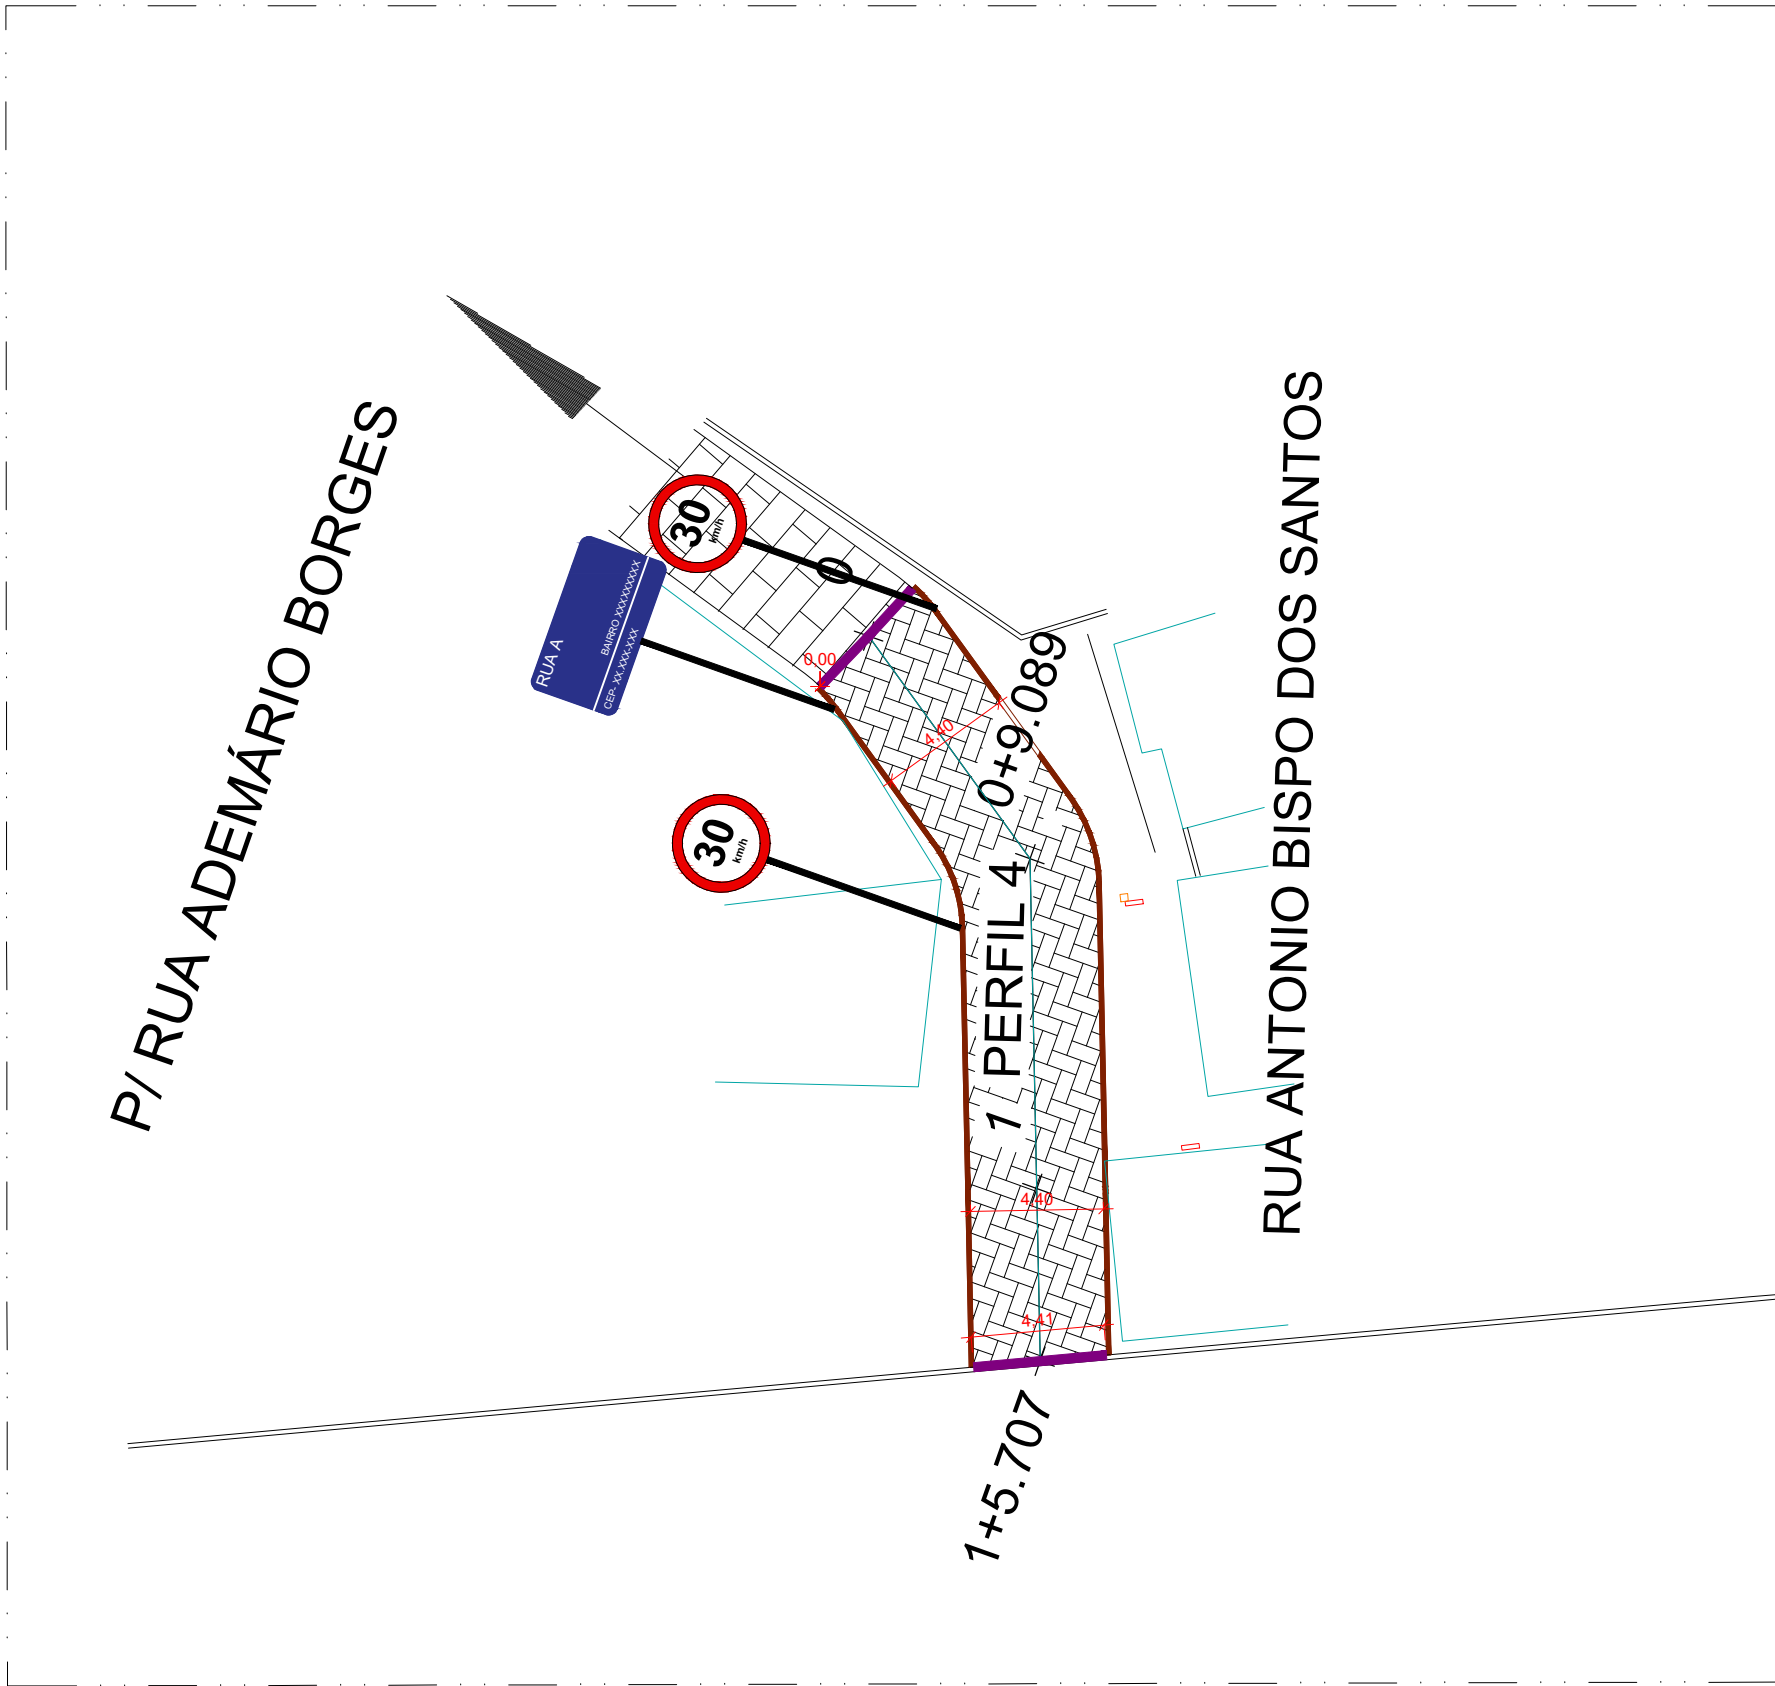 P/ RUA ADEMÁRIO BORGES
RUA A
BAIRRO XXXXXXXXX
CEP- XX.XXX-XXX
30
km/h
0
0.00
4,40
0+9.089
30
km/h
PERFIL 4
1
4,40
4,41
1+5.707
RUA ANTONIO BISPO DOS SANTOS